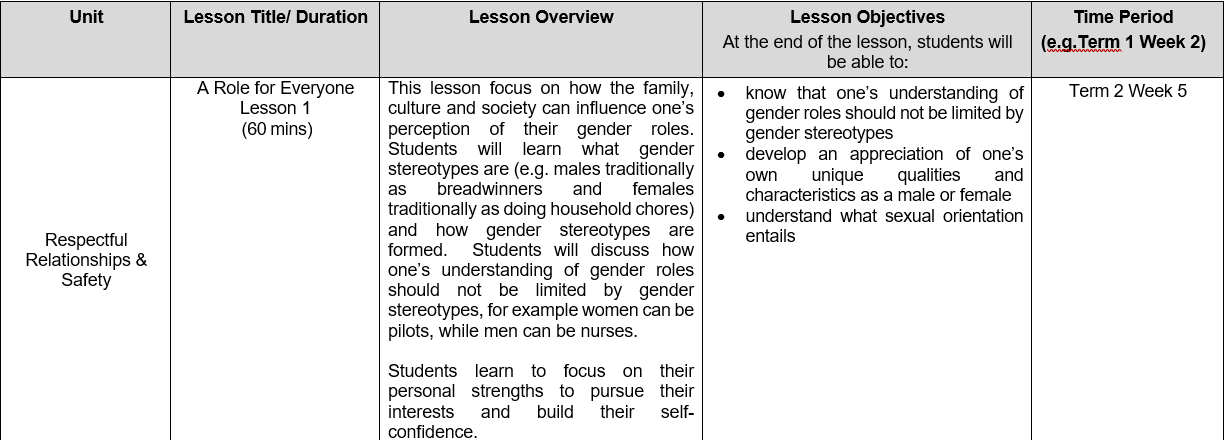 Unit
Lesson Title/ Duration
Lesson Overview
Lesson Objectives
At the end of the lesson, students will
be able to:
Time Period
(e.g.Term 1 Week 2)
Respectful
Relationships &
Safety
A Role for Everyone
Lesson 1
(60 mins)
This lesson focus on how the family,
culture and society can influence one’s
perception of their gender roles.
Students will learn what gender
stereotypes are (e.g. males traditionally
as breadwinners and females
traditionally as doing household chores)
and how gender stereotypes are
formed. Students will discuss how
one’s understanding of gender roles
should not be limited by gender
stereotypes, for example women can be
pilots, while men can be nurses.
Students learn to focus on their
personal strengths to pursue their
interests and build their self-
confidence.
• know that one’s understanding of
gender roles should not be limited by
gender stereotypes
• develop an appreciation of one’s
own unique qualities and
characteristics as a male or female
• understand what sexual orientation
entails
Term 2 Week 5